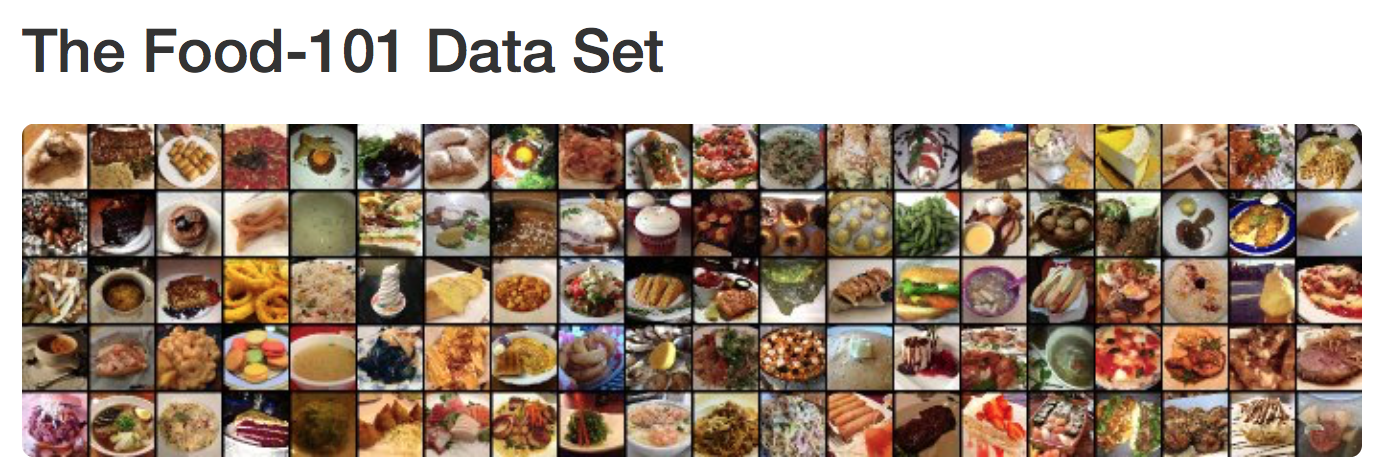 The Food-101 Data Set